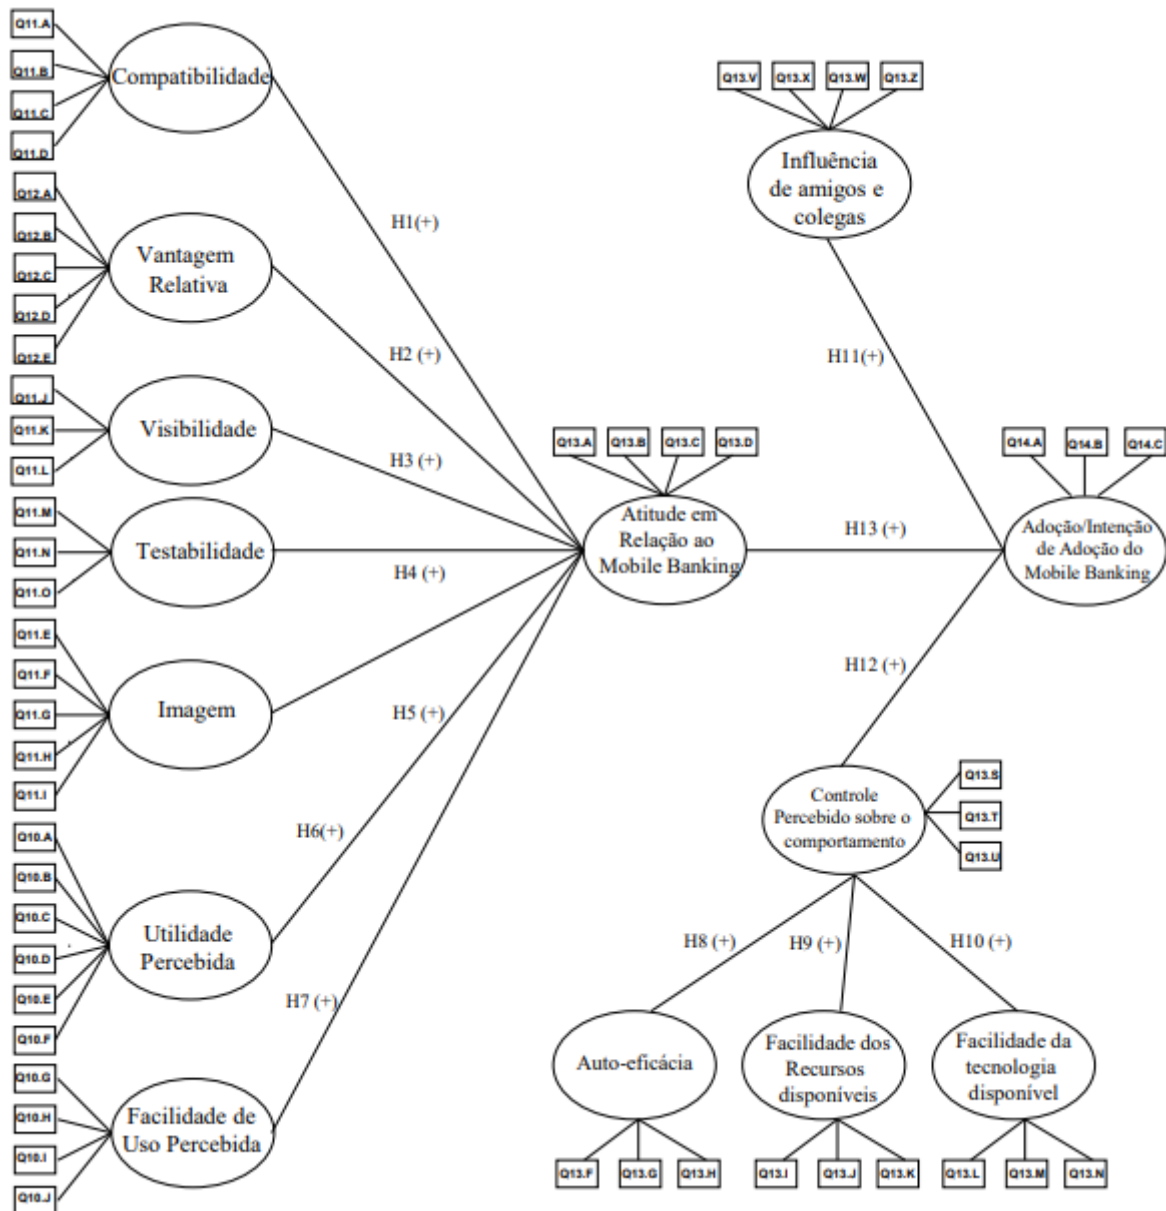 Q11.A
Q11.B
Q11.C
Q11.D
Compatibilidade
Q12.A
Q12.B
Q12.C
Q12.D
Q12.E
Vantagem
Relativa
Q11.J
Q11.K
Q11.L
Visibilidade
Q11.M
Q11.N
Q11.O
Testabilidade
Q11.E
Q11.F
Q11.G
Q11.H
Q11.I
Imagem
Q10.A
Q10.B
Q10.C
Q10.D
Q10.E
Q10.F
Utilidade
Percebida
Q10.G
Q10.H
Q10.I
Q10.J
Facilidade de
Uso Percebida
H1(+)
H2 (+)
H3 (+)
H4 (+)
H5 (+)
H6(+)
H7 (+)
Q13.A
Q13.B
Q13.C
Q13.D
Atitude em
Relação ao
Mobile Banking
Q13.V
Q13.X
Q13.W
Q13.Z
Influência
de amigos e
colegas
H11(+)
H13 (+)
H12 (+)
Q14.A
Q14.B
Q14.C
Adoção/Intenção
de Adoção do
Mobile Banking
Controle
Percebido sobre o
comportamento
Q13.S
Q13.T
Q13.U
H8 (+)
H9 (+)
H10 (+)
Auto-eficácia
Q13.F
Q13.G
Q13.H
Facilidade dos
Recursos
disponíveis
Q13.I
Q13.J
Q13.K
Facilidade da
tecnologia
disponível
Q13.L
Q13.M
Q13.N